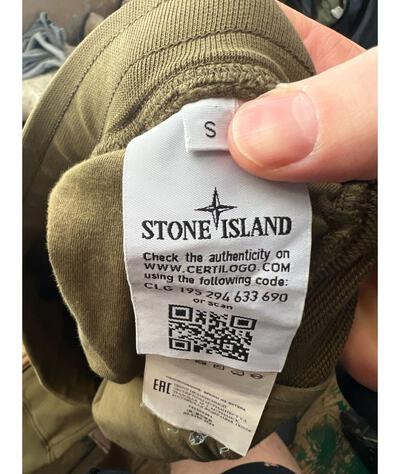 S
STONE ISLAND
Check the authenticity on
WWW.CERTILOGO.COM
using the following code:
CLG 195 294 633 690
or scan
EAC